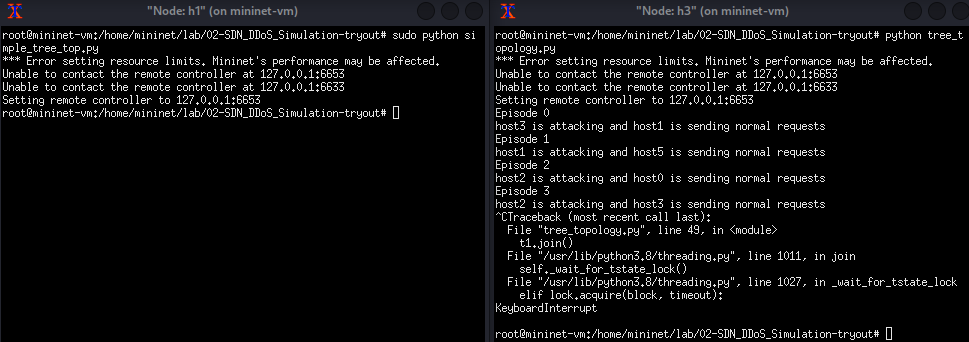 "Node: h1" (on mininet-vm)
root@mininet-vm:/home/mininet/lab/02-SDN_DDoS_Simulation-tryout# sudo python si
mple_tree_top.py
*** Error setting resource limits. Mininet's performance may be affected.
Unable to contact the remote controller at 127.0.0.1:6653
Unable to contact the remote controller at 127.0.0.1:6633
Setting remote controller to 127.0.0.1:6653
root@mininet-vm:/home/mininet/lab/02-SDN_DDoS_Simulation-tryout#
"Node: h3" (on mininet-vm)
root@mininet-vm:/home/mininet/lab/02-SDN_DDoS_Simulation-tryout# python tree_t
opology.py
*** Error setting resource limits. Mininet's performance may be affected.
Unable to contact the remote controller at 127.0.0.1:6653
Unable to contact the remote controller at 127.0.0.1:6633
Setting remote controller to 127.0.0.1:6653
Episode 0
host3 is attacking and host1 is sending normal requests
Episode 1
host1 is attacking and host5 is sending normal requests
Episode 2
host2 is attacking and host0 is sending normal requests
Episode 3
host2 is attacking and host3 is sending normal requests
^CTraceback (most recent call last):
  File "tree_topology.py", line 49, in <module>
    t1.join()
  File "/usr/lib/python3.8/threading.py", line 1011, in join
    self._wait_for_tstate_lock()
  File "/usr/lib/python3.8/threading.py", line 1027, in _wait_for_tstate_lock
    elif lock.acquire(block, timeout):
KeyboardInterrupt
root@mininet-vm:/home/mininet/lab/02-SDN_DDoS_Simulation-tryout#